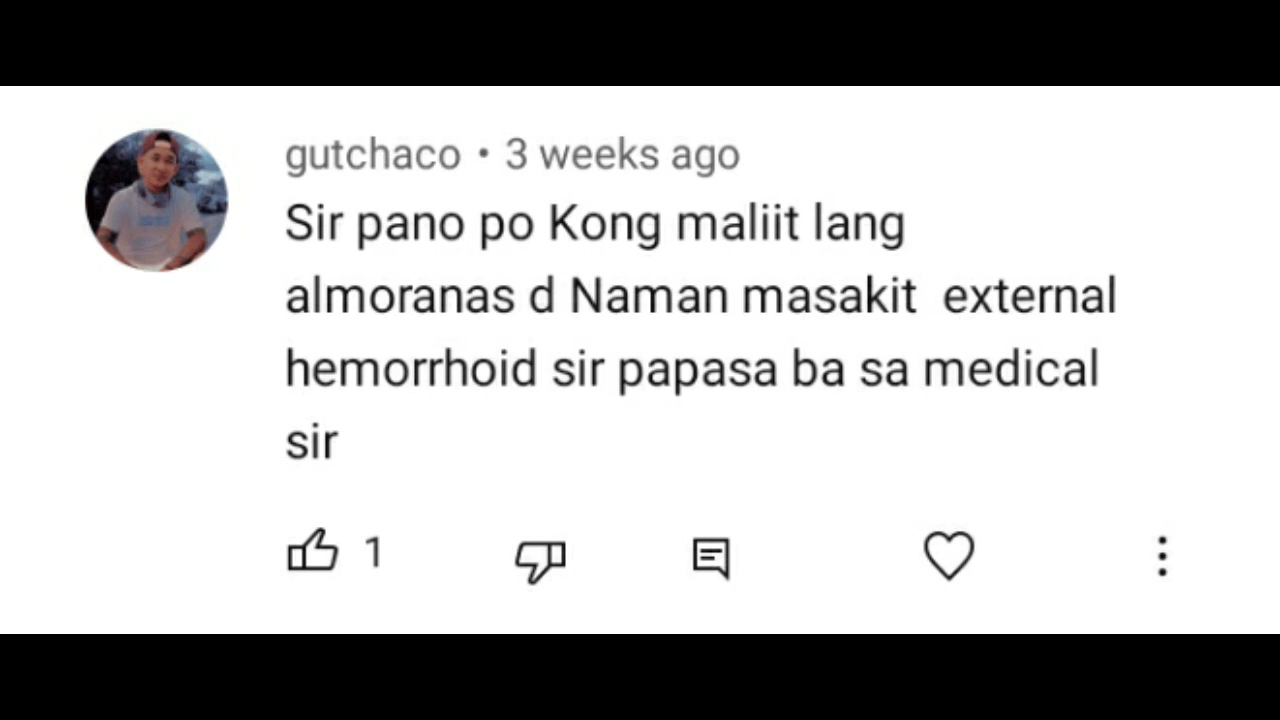 gutchaco • 3 weeks ago
Sir pano po Kong maliit lang
almoranas d Naman masakit  external
hemorrhoid sir papasa ba sa medical
sir
1